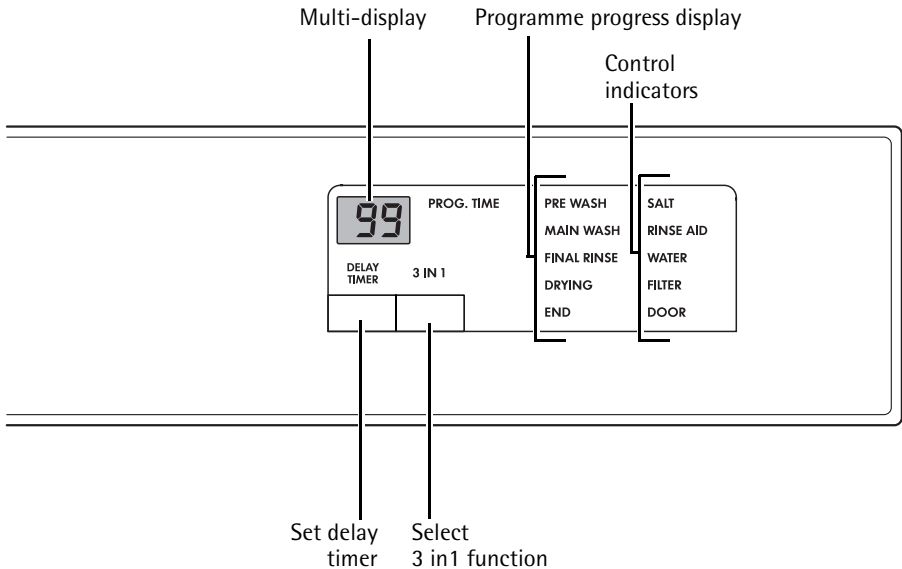 Multi-display
Programme progress display
Control
indicators
99
PROG. TIME
DELAY
TIMER
3 IN 1
PRE WASH
MAIN WASH
FINAL RINSE
DRYING
END
SALT
RINSE AID
WATER
FILTER
DOOR
Set delay
timer
Select
3 in1 function